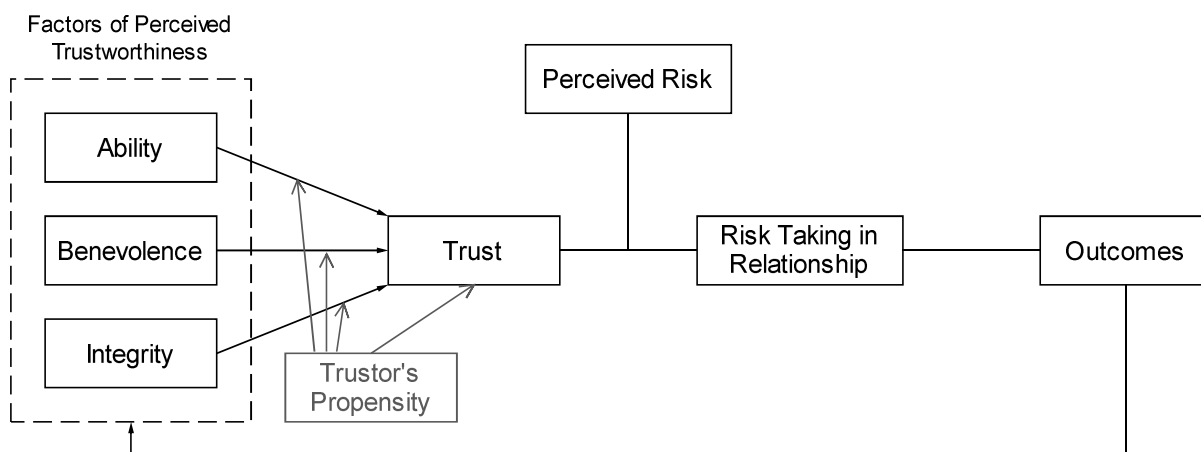 Factors of Perceived
Trustworthiness
Perceived Risk
Ability
Benevolence
Trust
Risk Taking in
Relationship
Outcomes
Integrity
Trustor's
Propensity